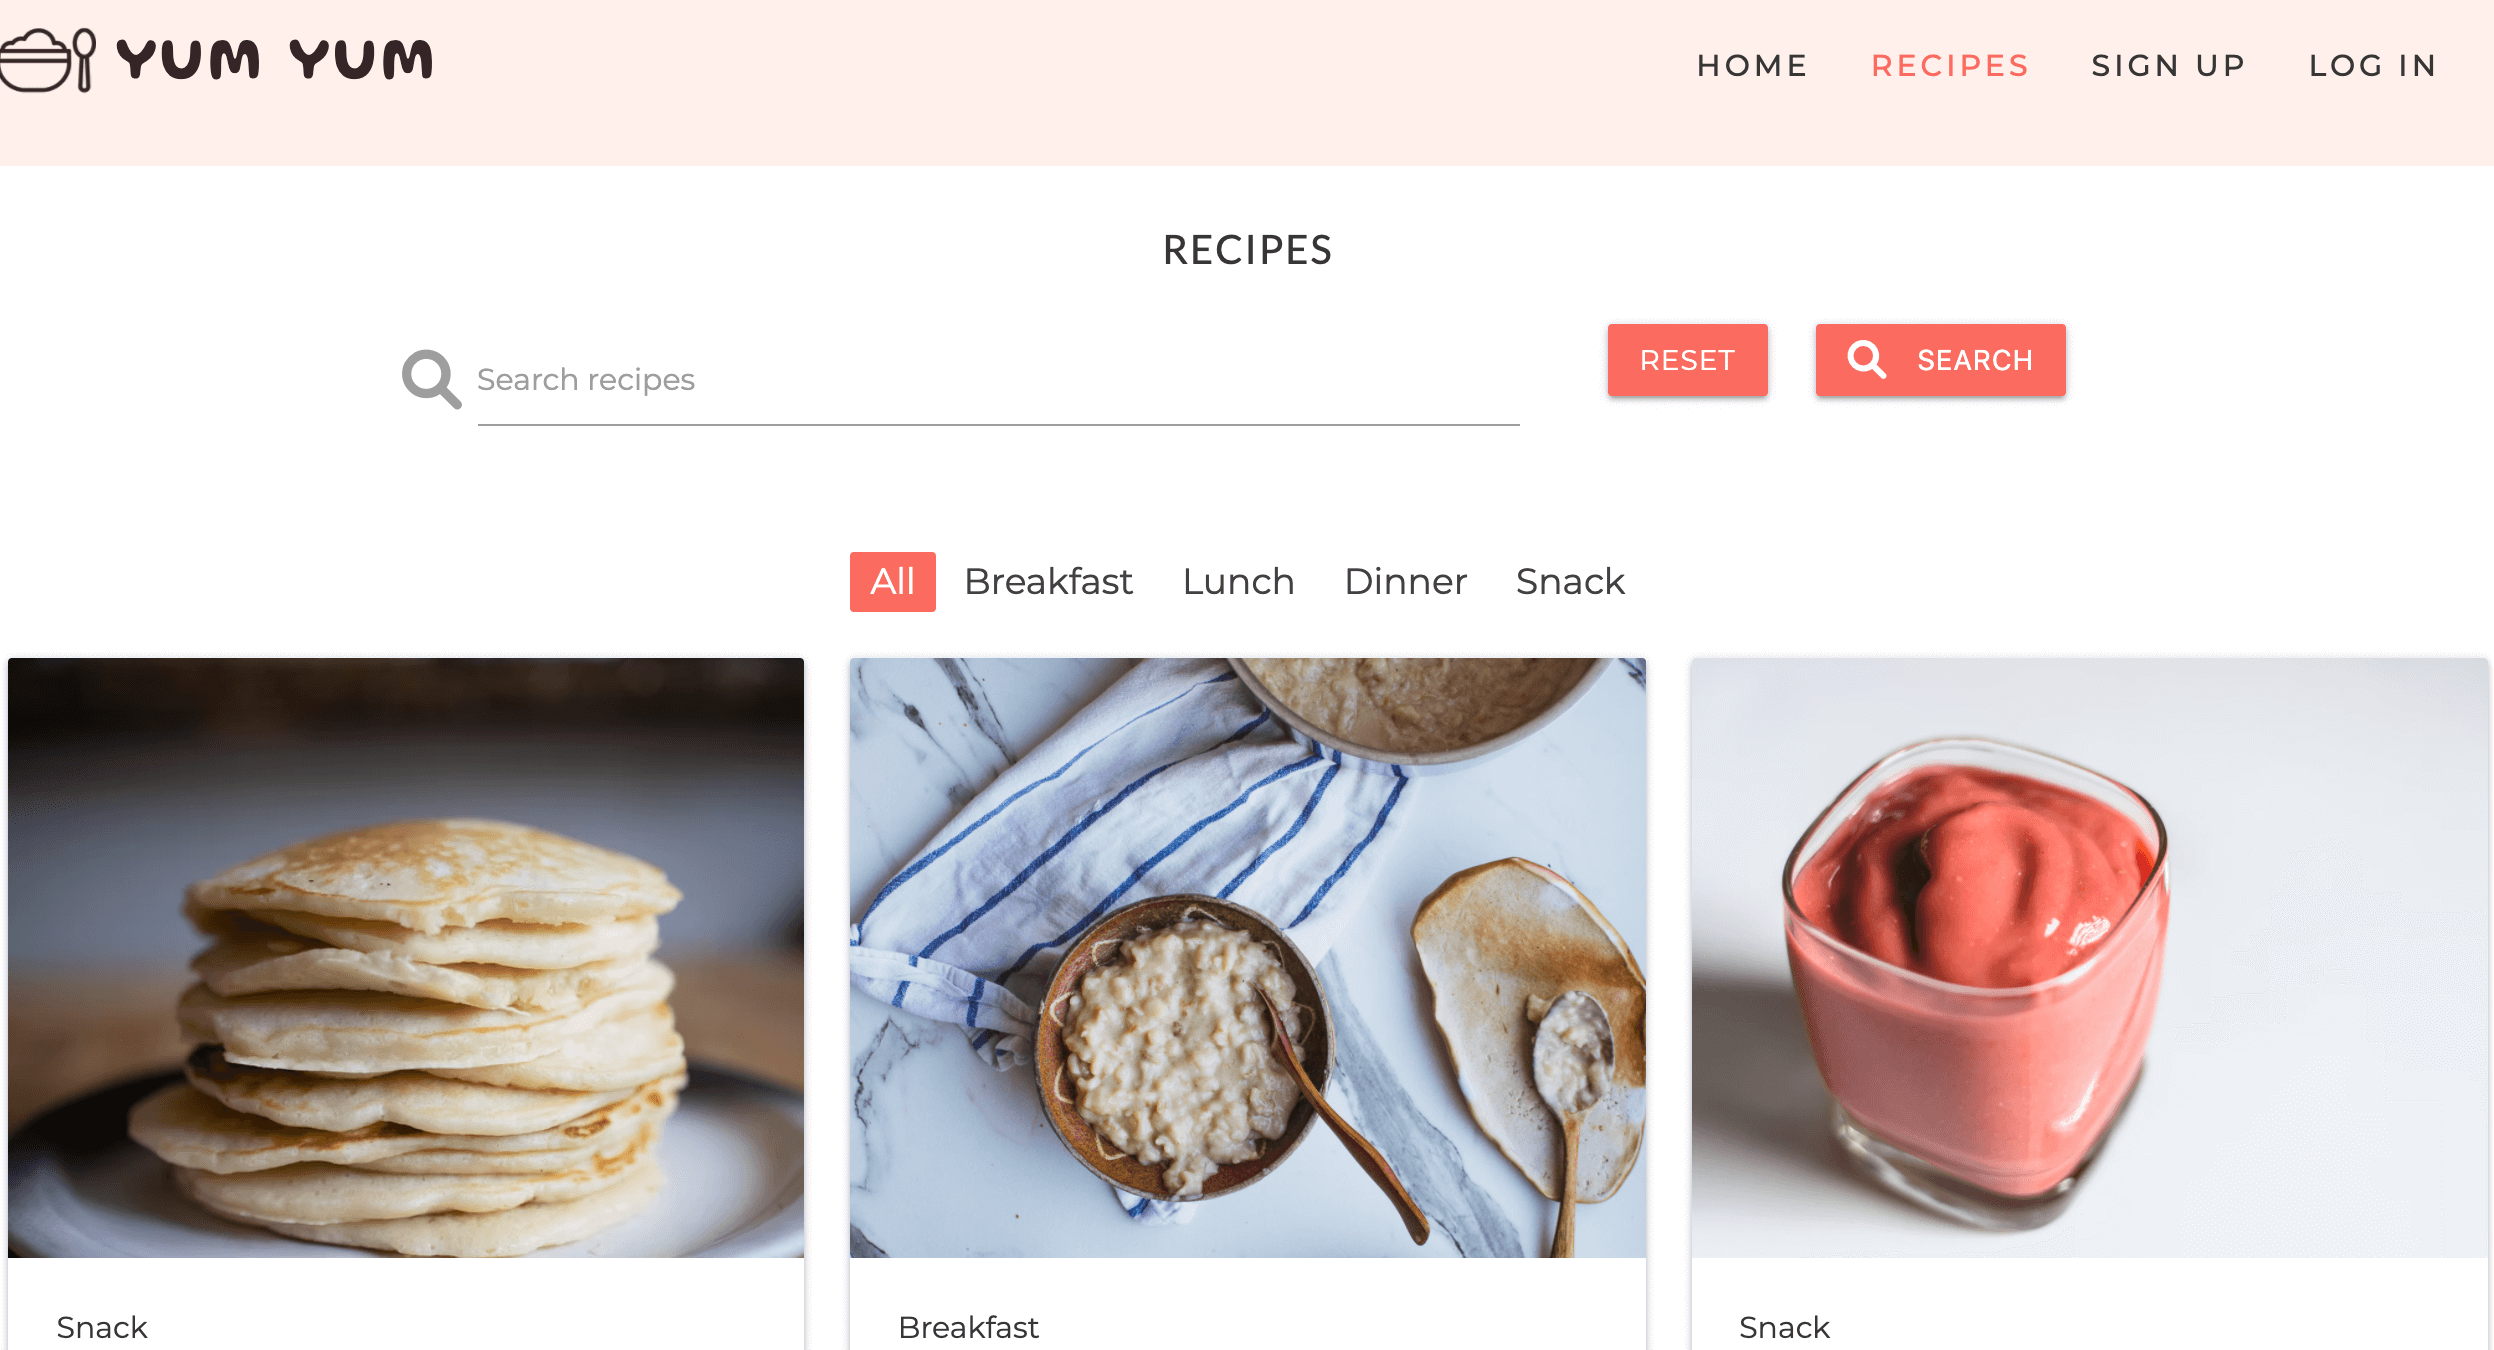 YUM YUM
HOME RECIPES SIGN UP LOG IN
RECIPES
Search recipes RESET SEARCH
All Breakfast Lunch Dinner Snack
Snack Breakfast Snack